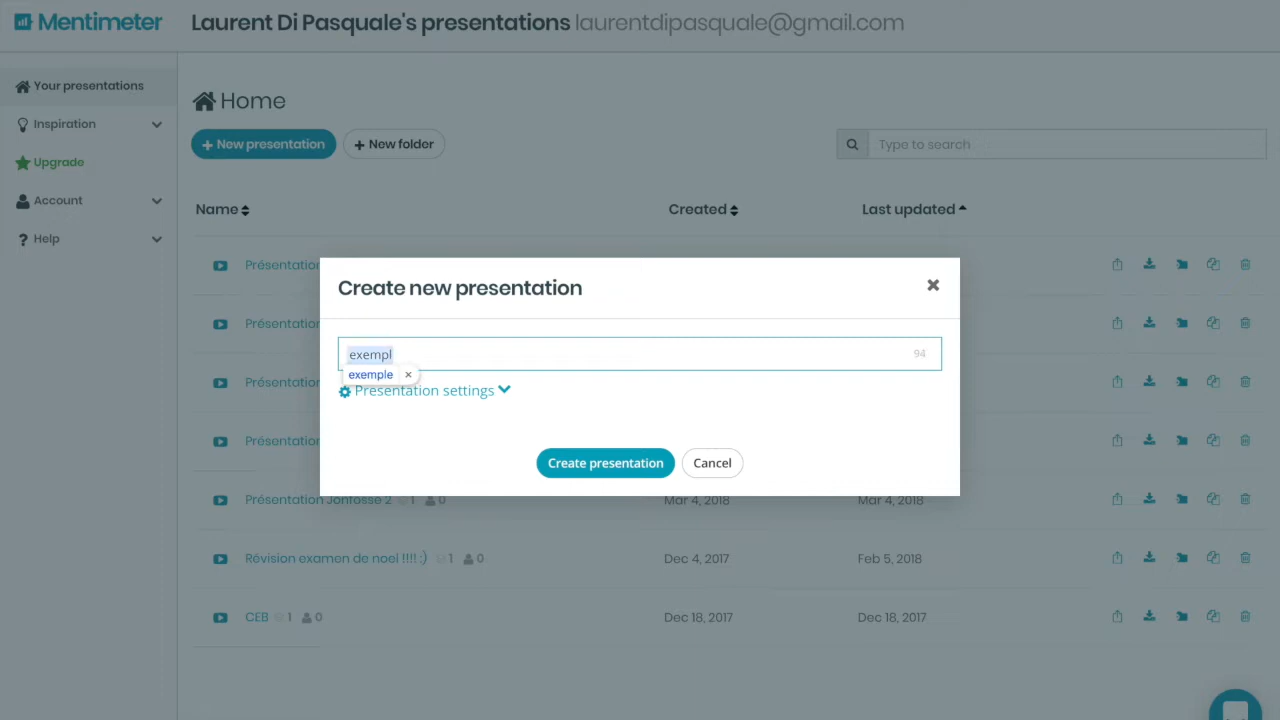 Mentimeter
Laurent Di Pasquale's presentations laurentdipasquale@gmail.com
Your presentations
Inspiration
Upgrade
Account
Help
Home
+ New presentation
+ New folder
Type to search
Name
Created
Last updated
Présentation
Présentation
Présentation
Présentation
Présentation Jonfosse 2 1 0
Mar 4, 2018
Mar 4, 2018
Révision examen de noel !!!! :) 1 0
Dec 4, 2017
Feb 5, 2018
CEB 1 0
Dec 18, 2017
Dec 18, 2017
Create new presentation
exempl
94
exemple ×
Presentation settings
Create presentation
Cancel